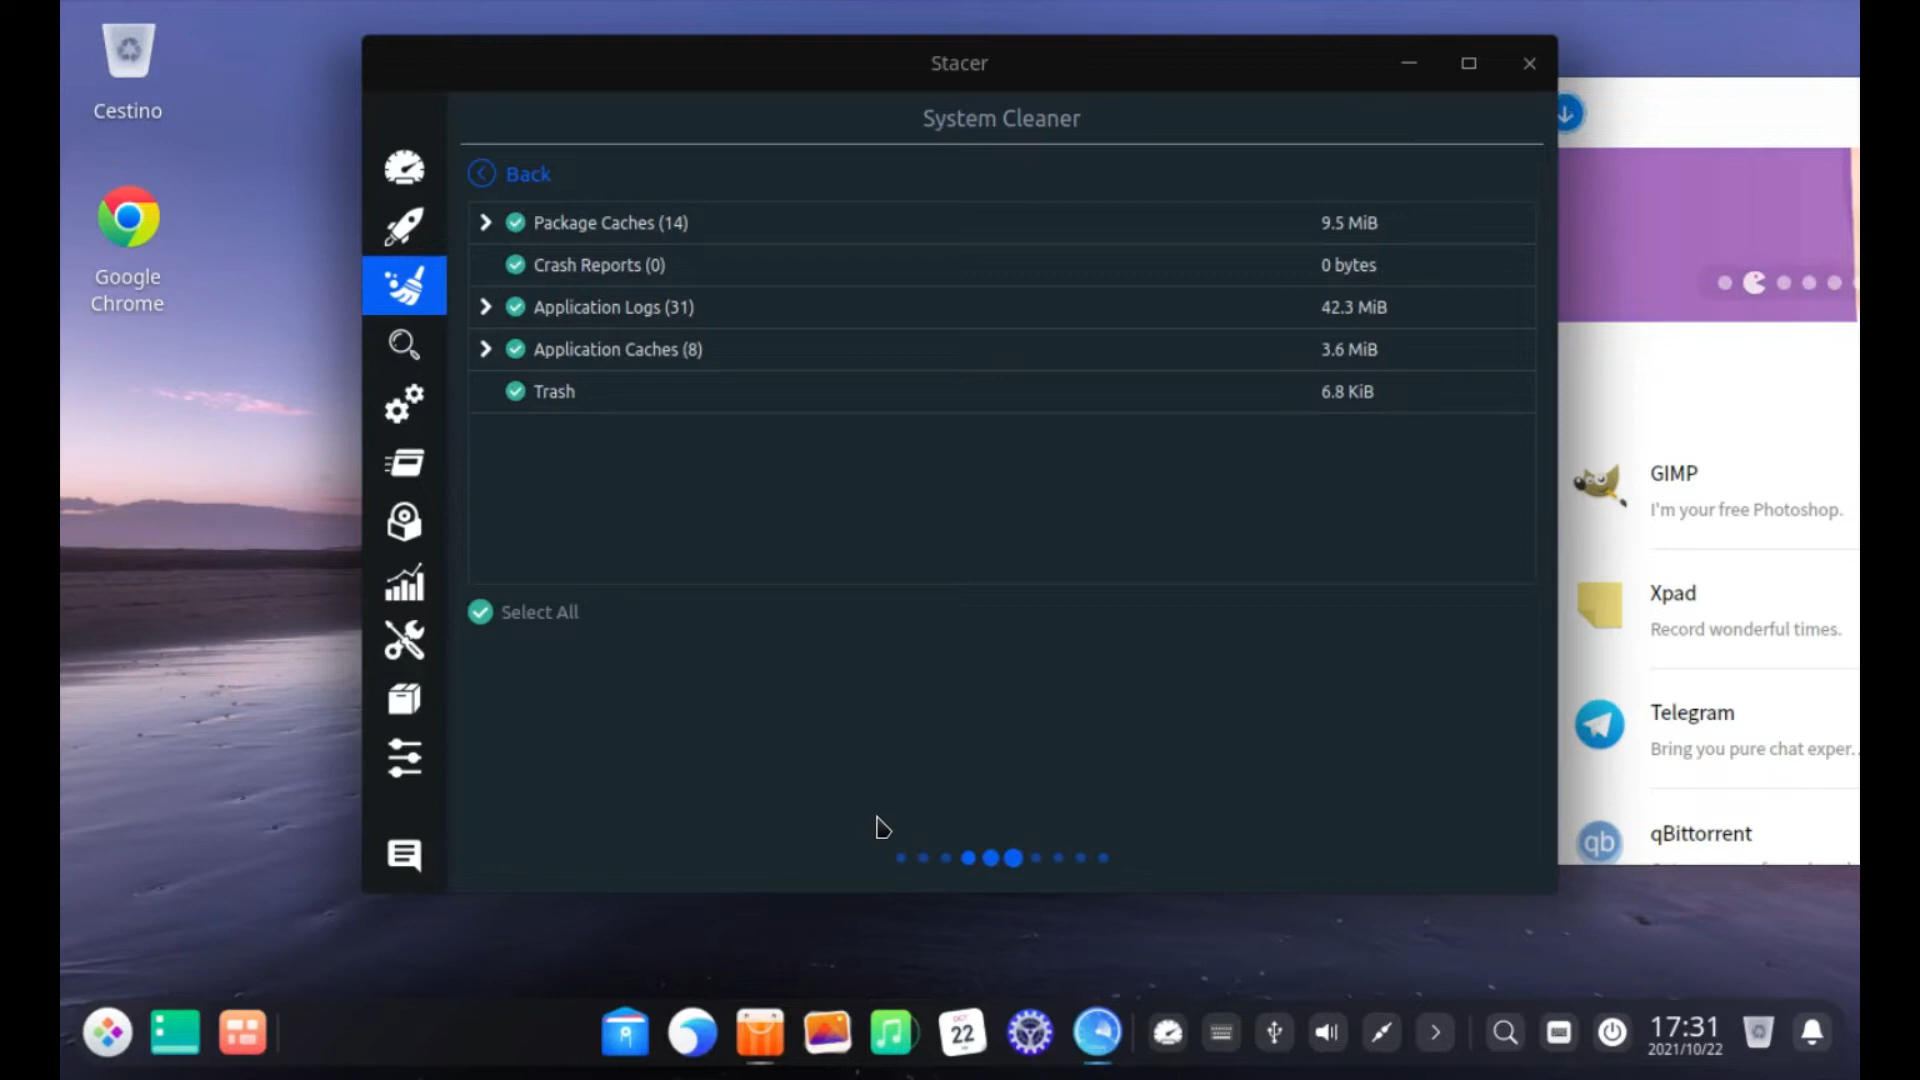 Cestino
Google
Chrome
Stacer
System Cleaner
Back
Package Caches (14) 9.5 MiB
Crash Reports (0) 0 bytes
Application Logs (31) 42.3 MiB
Application Caches (8) 3.6 MiB
Trash 6.8 KiB
Select All
GIMP
I'm your free Photoshop.
Xpad
Record wonderful times.
Telegram
Bring you pure chat exper...
qb
qBittorrent
OCT
22
17:31
2021/10/22